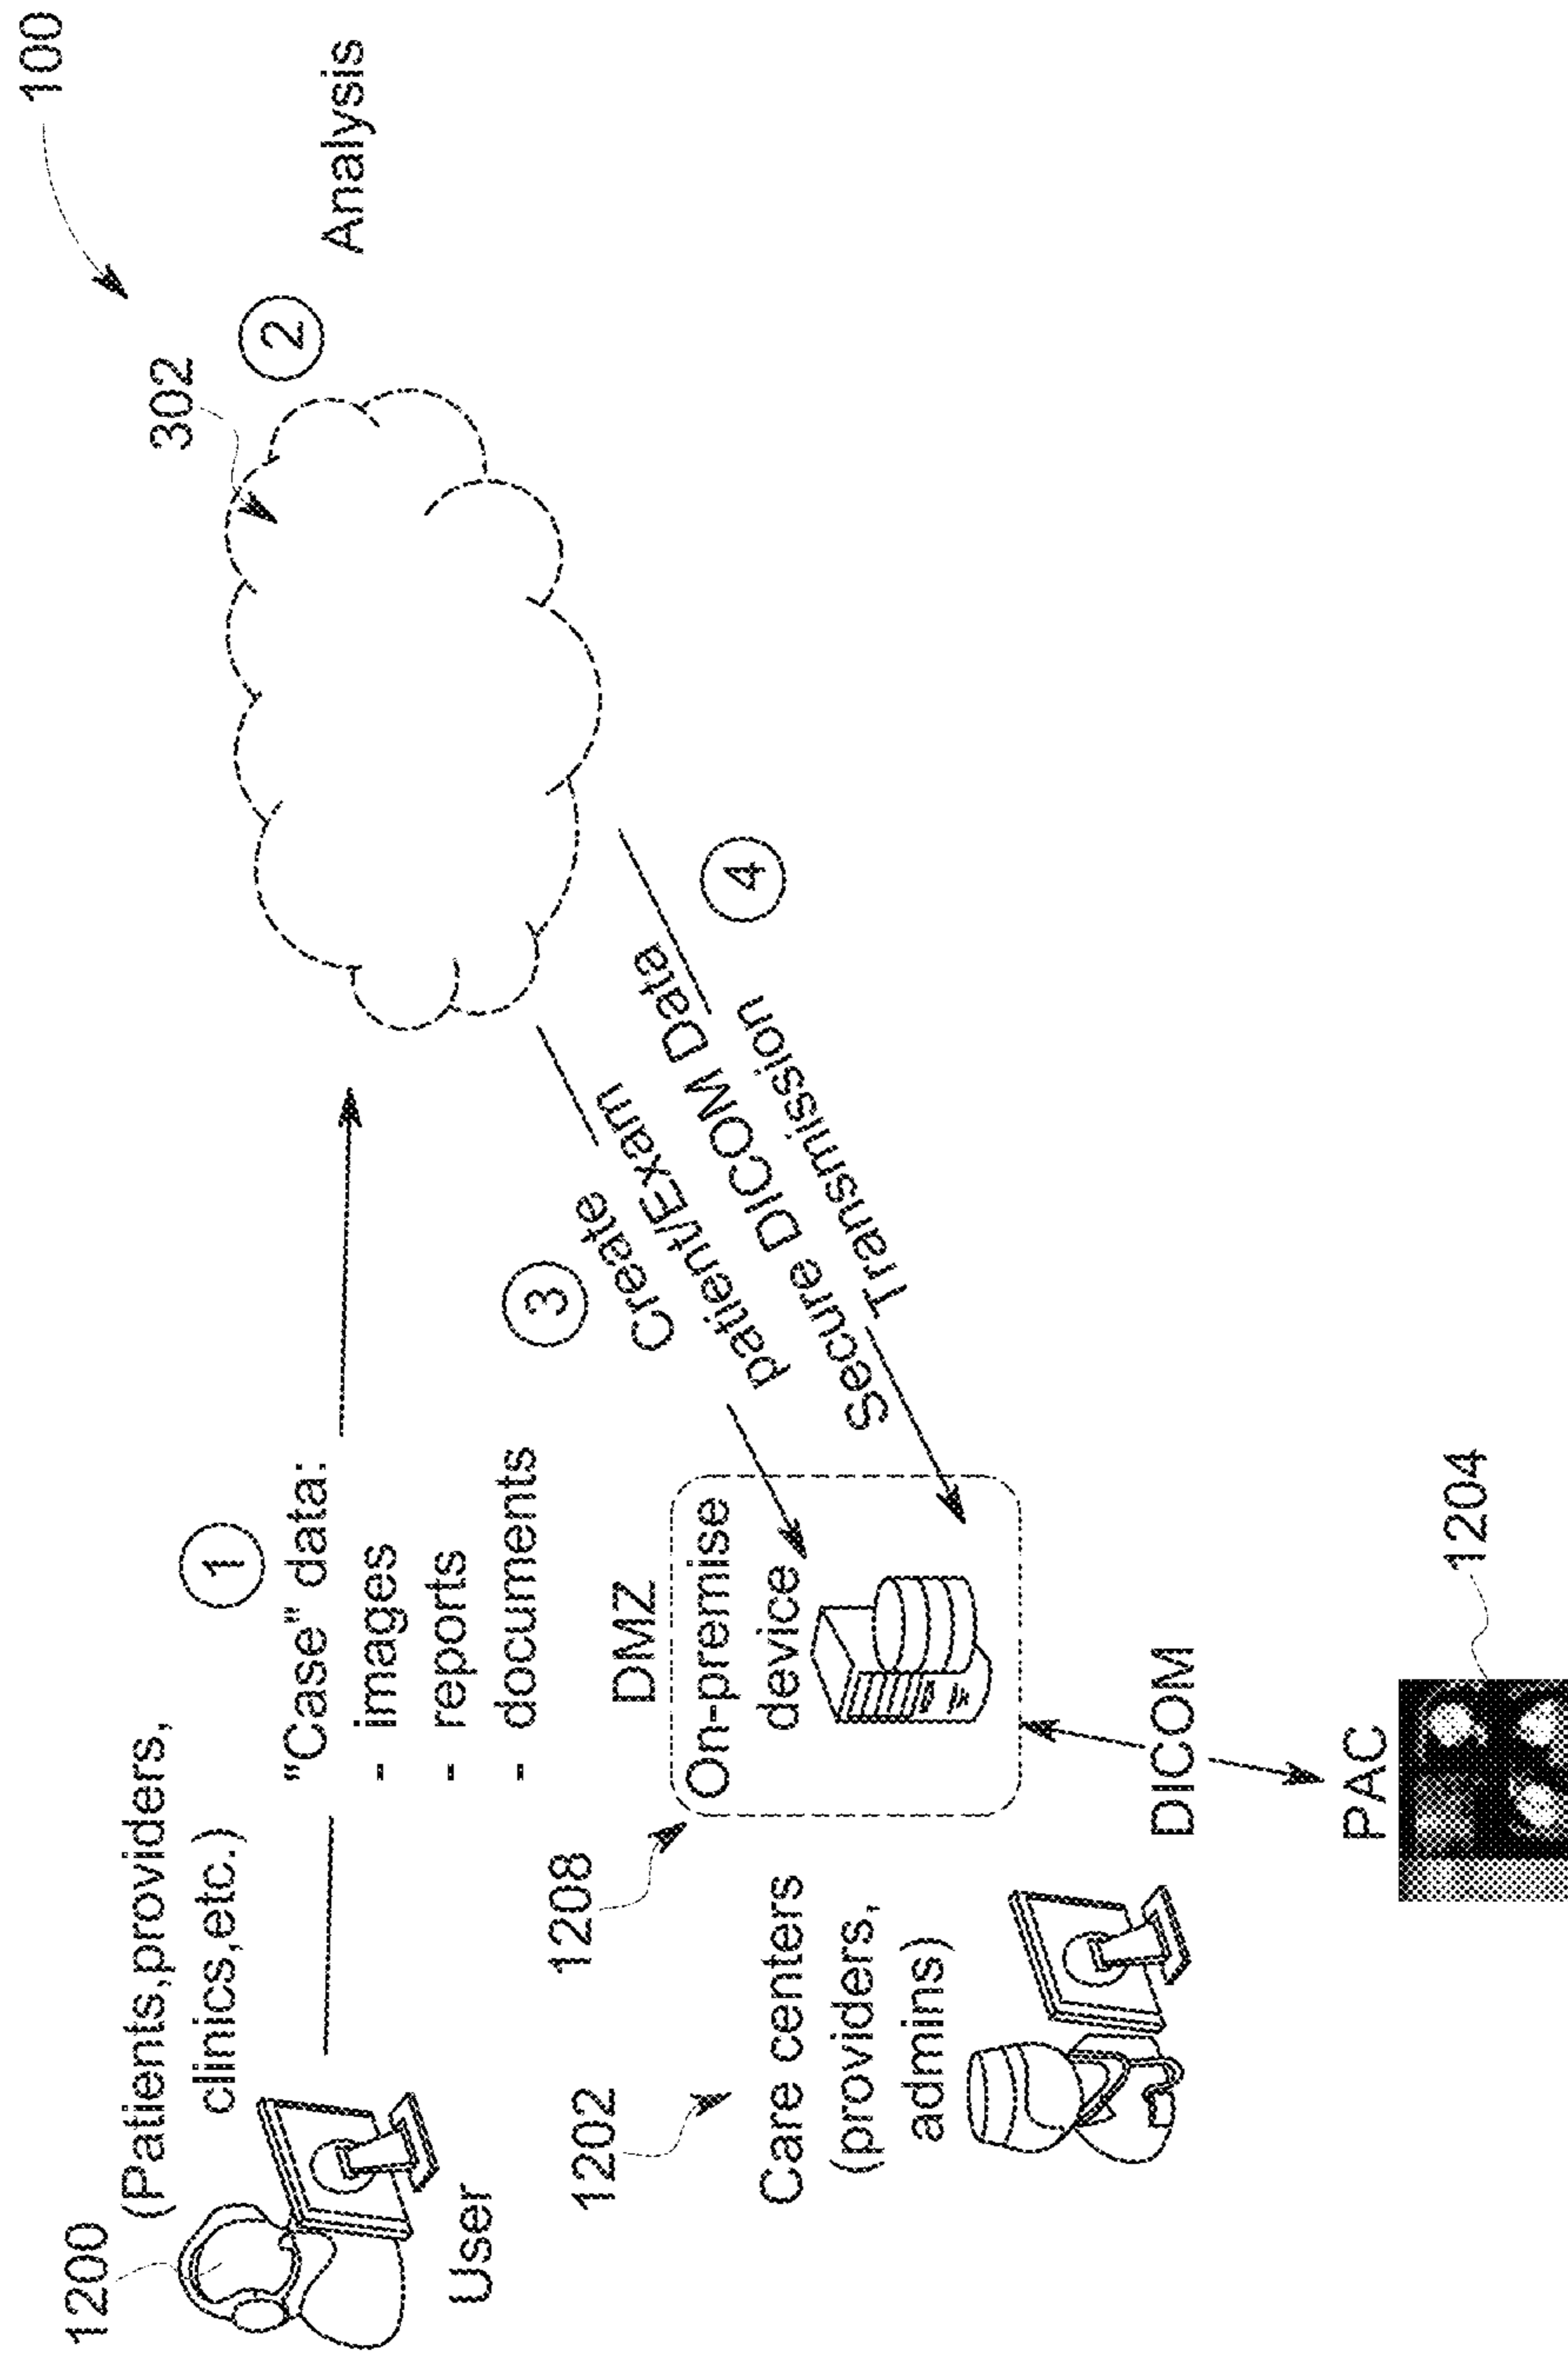 100
1200
(Patients,providers,
clinics,etc.)
User
1
"Case" data:
- images
- reports
- documents
302
2
Analysis
3
Create
patient/Exam
4
Secure DICOM Data
Transmission
DMZ
1208
On-premise
device
1202
Care centers
(providers,
admins)
DICOM
PAC
1204